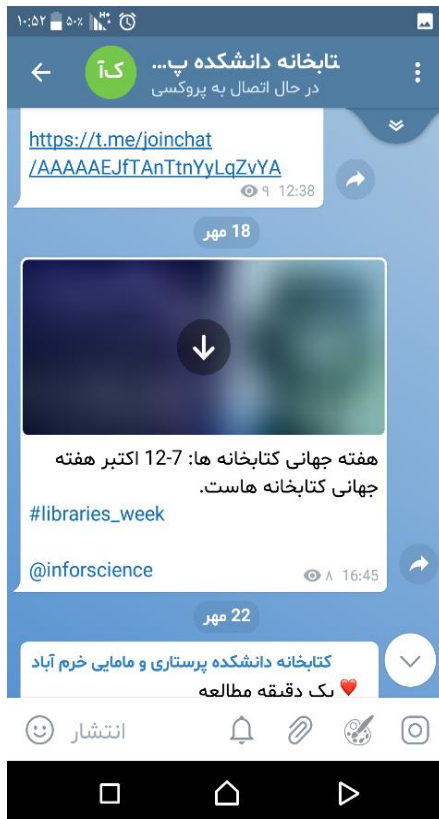 ۱۰:۵۲ ۵۰٪
تابخانه دانشکده پ...
کآ
در حال اتصال به پروکسی
https://t.me/joinchat
/AAAAAEJfTAnTtnYyLqZvYA
۹ 12:38
18 مهر
هفته جهانی کتابخانه ها: 7-12 اکتبر هفته
جهانی کتابخانه هاست.
#libraries_week
@inforscience
۸ 16:45
22 مهر
کتابخانه دانشکده پرستاری و مامایی خرم آباد
❤️ یک دقیقه مطالعه
انتشار